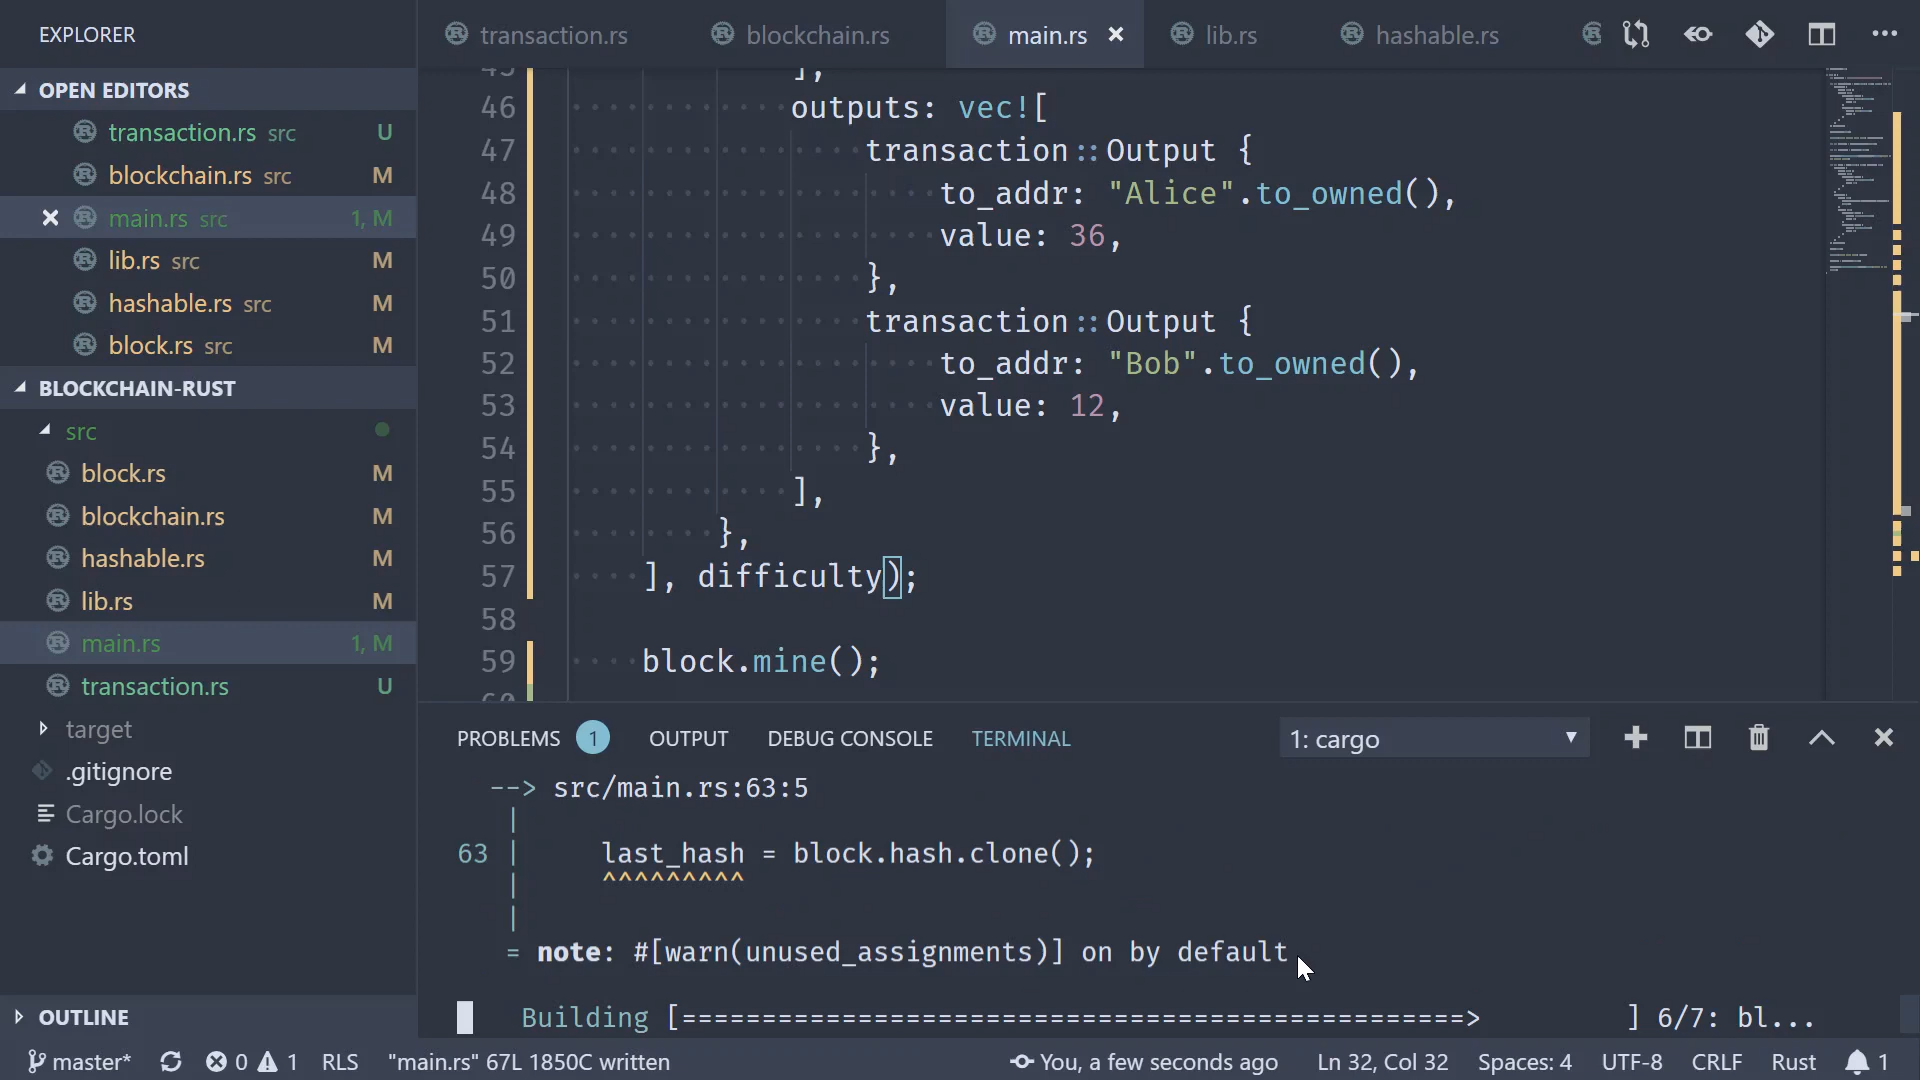 EXPLORER
OPEN EDITORS
transaction.rs src U
blockchain.rs src M
main.rs src 1, M
lib.rs src M
hashable.rs src M
block.rs src M
BLOCKCHAIN-RUST
src
block.rs M
blockchain.rs M
hashable.rs M
lib.rs M
main.rs 1, M
transaction.rs U
target
.gitignore
Cargo.lock
Cargo.toml
OUTLINE
transaction.rs blockchain.rs main.rs lib.rs hashable.rs
45 ],
46 outputs: vec![
47 transaction::Output {
48 to_addr: "Alice".to_owned(),
49 value: 36,
50 },
51 transaction::Output {
52 to_addr: "Bob".to_owned(),
53 value: 12,
54 },
55 ],
56 },
57 ], difficulty);
58
59 block.mine();
60
PROBLEMS 1 OUTPUT DEBUG CONSOLE TERMINAL 1: cargo
--> src/main.rs:63:5
|
63 | last_hash = block.hash.clone();
| ^^^^^^^^^
|
= note: #[warn(unused_assignments)] on by default
Building [=================================================> ] 6/7: bl...
master* 0 1 RLS "main.rs" 67L 1850C written You, a few seconds ago Ln 32, Col 32 Spaces: 4 UTF-8 CRLF Rust 1